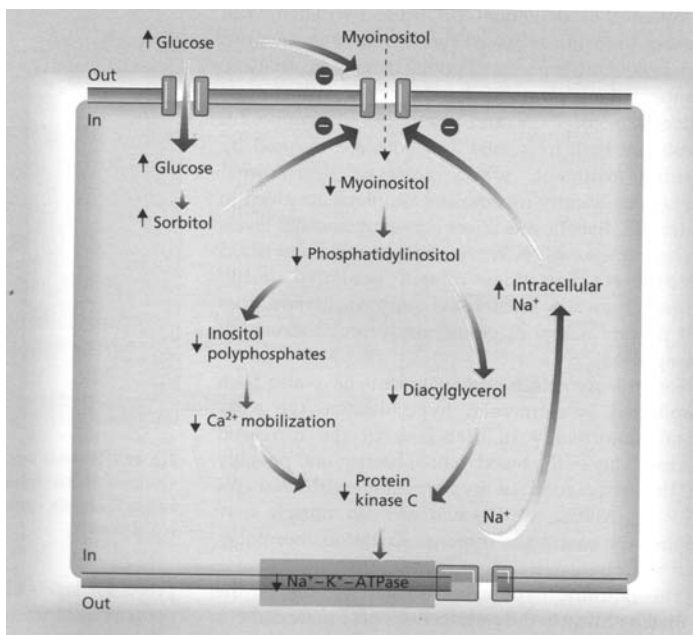 ↑ Glucose
Myoinositol
Out
In
↑ Glucose
↑ Sorbitol
↓ Myoinositol
↓ Phosphatidylinositol
↑ Intracellular
Na⁺
↓ Inositol
polyphosphates
↓ Diacylglycerol
↓ Ca²⁺ mobilization
↓ Protein
kinase C
Na⁺
In
↓ Na⁺–K⁺–ATPase
Out